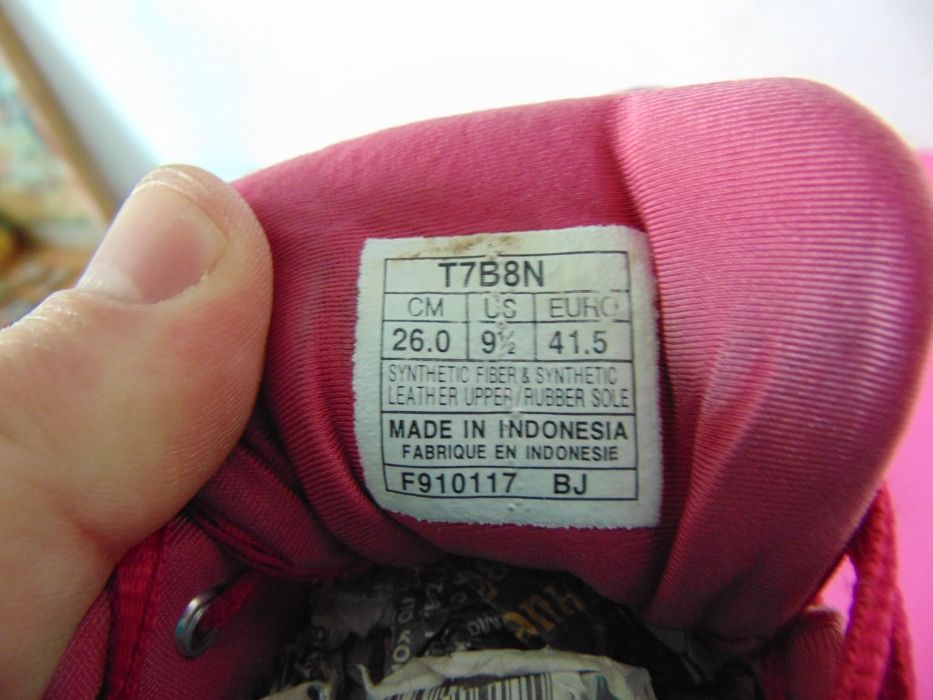 T7B8N
CM US EURO
26.0 9½ 41.5
SYNTHETIC FIBER & SYNTHETIC
LEATHER UPPER/RUBBER SOLE
MADE IN INDONESIA
FABRIQUE EN INDONESIE
F910117 BJ